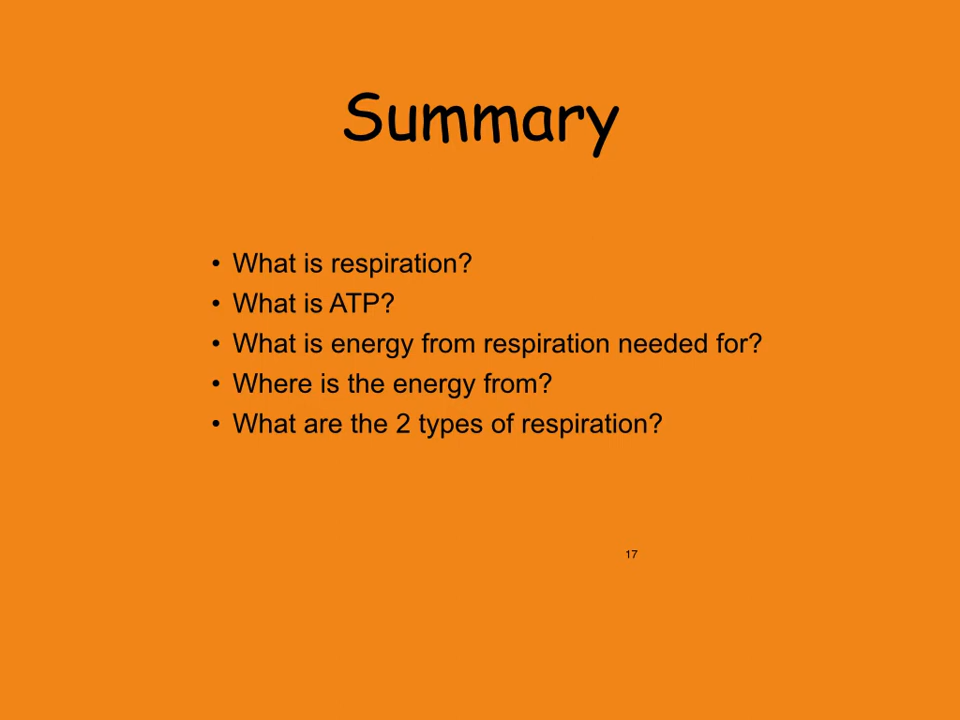 Summary
• What is respiration?
• What is ATP?
• What is energy from respiration needed for?
• Where is the energy from?
• What are the 2 types of respiration?
17